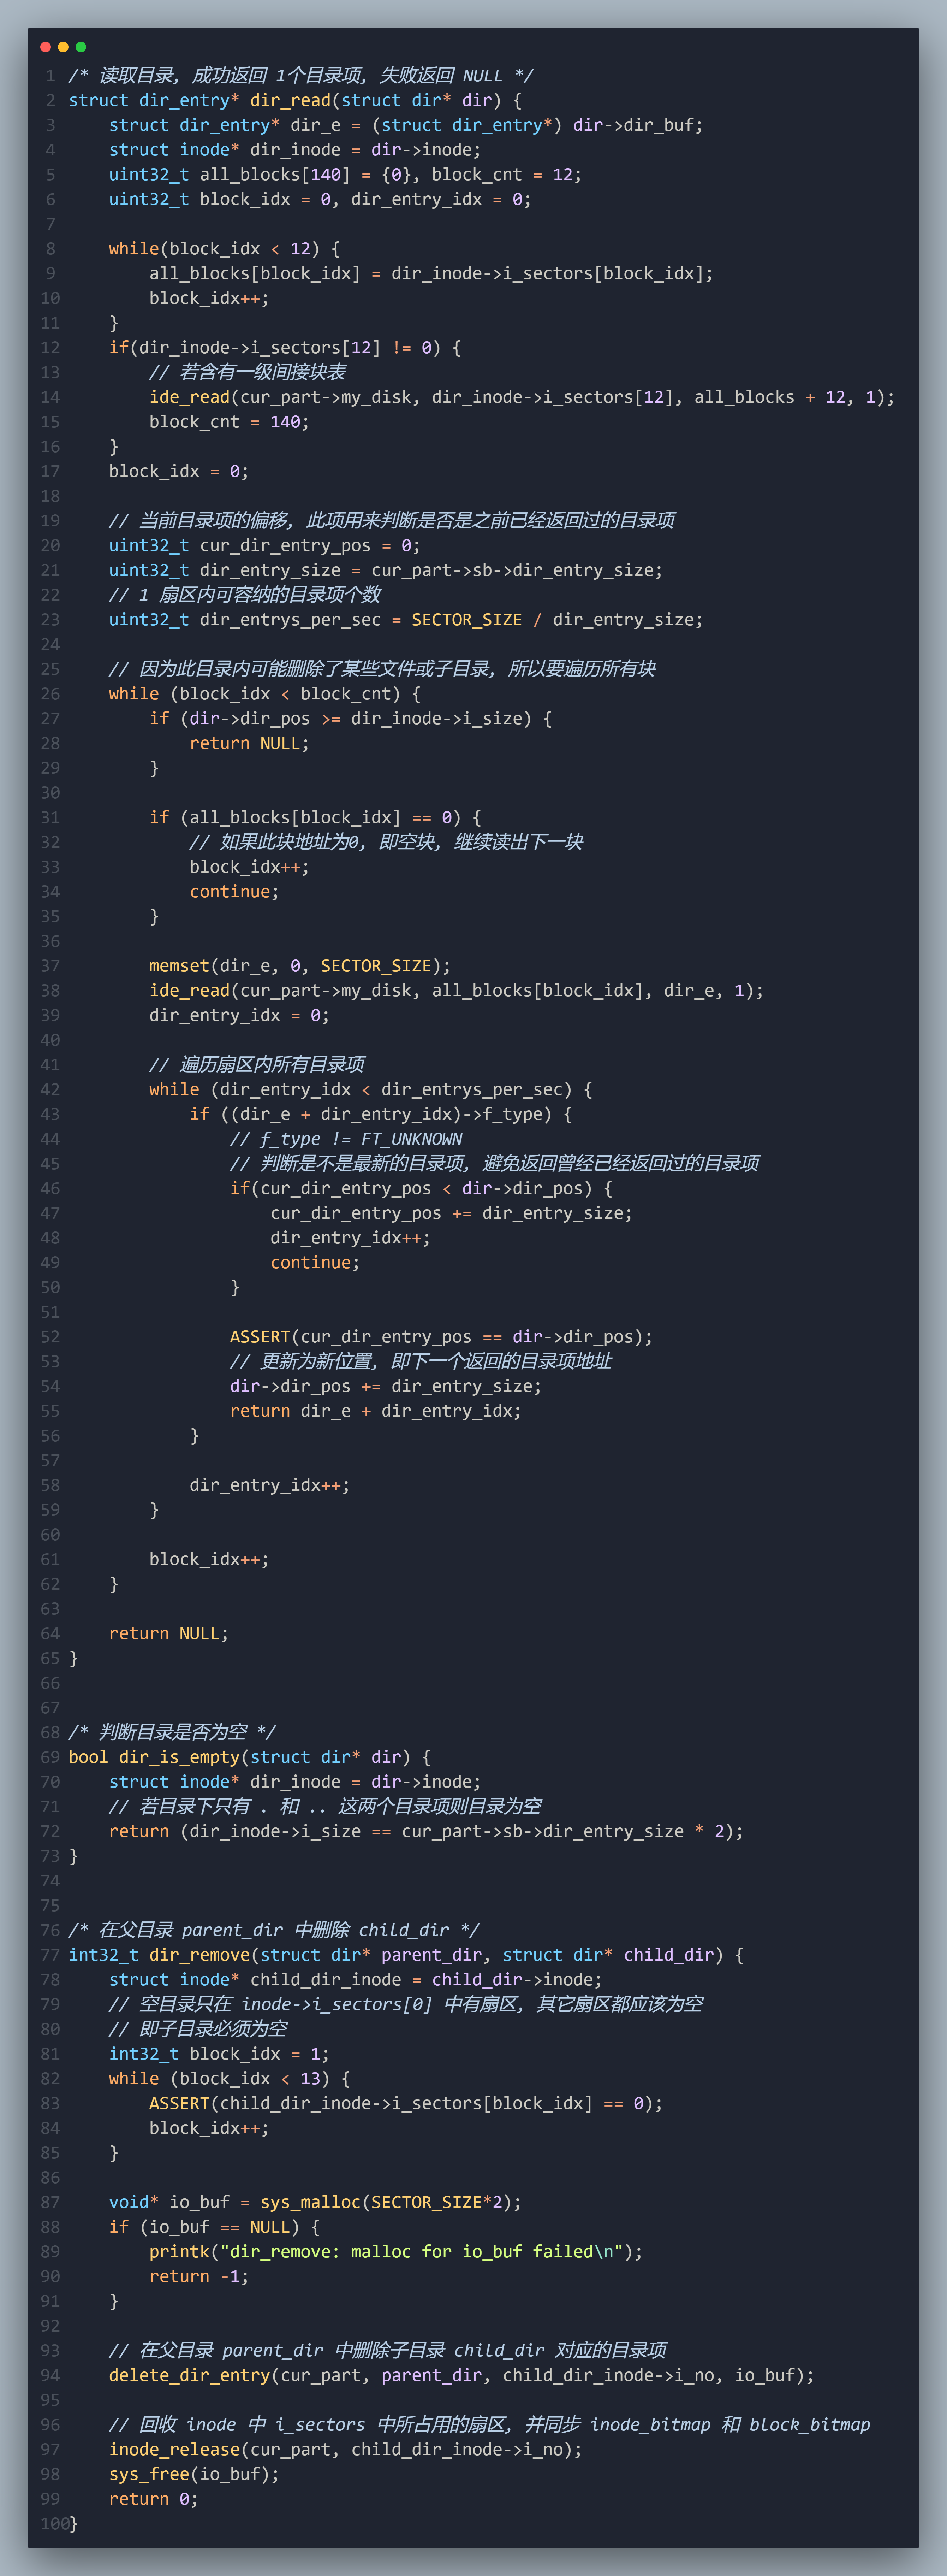 1 /* 读取目录, 成功返回 1个目录项, 失败返回 NULL */
2 struct dir_entry* dir_read(struct dir* dir) {
3     struct dir_entry* dir_e = (struct dir_entry*) dir->dir_buf;
4     struct inode* dir_inode = dir->inode;
5     uint32_t all_blocks[140] = {0}, block_cnt = 12;
6     uint32_t block_idx = 0, dir_entry_idx = 0;
7
8     while(block_idx < 12) {
9         all_blocks[block_idx] = dir_inode->i_sectors[block_idx];
10         block_idx++;
11     }
12     if(dir_inode->i_sectors[12] != 0) {
13         // 若含有一级间接块表
14         ide_read(cur_part->my_disk, dir_inode->i_sectors[12], all_blocks + 12, 1);
15         block_cnt = 140;
16     }
17     block_idx = 0;
18
19     // 当前目录项的偏移, 此项用来判断是否是之前已经返回过的目录项
20     uint32_t cur_dir_entry_pos = 0;
21     uint32_t dir_entry_size = cur_part->sb->dir_entry_size;
22     // 1 扇区内可容纳的目录项个数
23     uint32_t dir_entrys_per_sec = SECTOR_SIZE / dir_entry_size;
24
25     // 因为此目录内可能删除了某些文件或子目录, 所以要遍历所有块
26     while (block_idx < block_cnt) {
27         if (dir->dir_pos >= dir_inode->i_size) {
28             return NULL;
29         }
30
31         if (all_blocks[block_idx] == 0) {
32             // 如果此块地址为0, 即空块, 继续读出下一块
33             block_idx++;
34             continue;
35         }
36
37         memset(dir_e, 0, SECTOR_SIZE);
38         ide_read(cur_part->my_disk, all_blocks[block_idx], dir_e, 1);
39         dir_entry_idx = 0;
40
41         // 遍历扇区内所有目录项
42         while (dir_entry_idx < dir_entrys_per_sec) {
43             if ((dir_e + dir_entry_idx)->f_type) {
44                 // f_type != FT_UNKNOWN
45                 // 判断是不是最新的目录项, 避免返回曾经已经返回过的目录项
46                 if(cur_dir_entry_pos < dir->dir_pos) {
47                     cur_dir_entry_pos += dir_entry_size;
48                     dir_entry_idx++;
49                     continue;
50                 }
51
52                 ASSERT(cur_dir_entry_pos == dir->dir_pos);
53                 // 更新为新位置, 即下一个返回的目录项地址
54                 dir->dir_pos += dir_entry_size;
55                 return dir_e + dir_entry_idx;
56             }
57
58             dir_entry_idx++;
59         }
60
61         block_idx++;
62     }
63
64     return NULL;
65 }
66
67
68 /* 判断目录是否为空 */
69 bool dir_is_empty(struct dir* dir) {
70     struct inode* dir_inode = dir->inode;
71     // 若目录下只有 . 和 .. 这两个目录项则目录为空
72     return (dir_inode->i_size == cur_part->sb->dir_entry_size * 2);
73 }
74
75
76 /* 在父目录 parent_dir 中删除 child_dir */
77 int32_t dir_remove(struct dir* parent_dir, struct dir* child_dir) {
78     struct inode* child_dir_inode = child_dir->inode;
79     // 空目录只在 inode->i_sectors[0] 中有扇区, 其它扇区都应该为空
80     // 即子目录必须为空
81     int32_t block_idx = 1;
82     while (block_idx < 13) {
83         ASSERT(child_dir_inode->i_sectors[block_idx] == 0);
84         block_idx++;
85     }
86
87     void* io_buf = sys_malloc(SECTOR_SIZE*2);
88     if (io_buf == NULL) {
89         printk("dir_remove: malloc for io_buf failed\n");
90         return -1;
91     }
92
93     // 在父目录 parent_dir 中删除子目录 child_dir 对应的目录项
94     delete_dir_entry(cur_part, parent_dir, child_dir_inode->i_no, io_buf);
95
96     // 回收 inode 中 i_sectors 中所占用的扇区, 并同步 inode_bitmap 和 block_bitmap
97     inode_release(cur_part, child_dir_inode->i_no);
98     sys_free(io_buf);
99     return 0;
100}